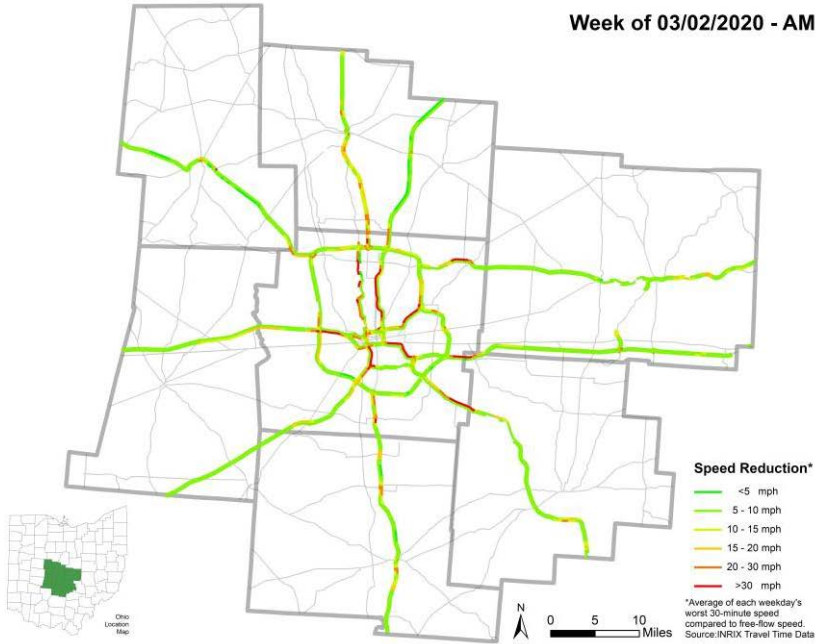 Week of 03/02/2020 - AM
Speed Reduction*
<5 mph
5 - 10 mph
10 - 15 mph
15 - 20 mph
20 - 30 mph
>30 mph
*Average of each weekday's
worst 30-minute speed
compared to free-flow speed.
Source:INRIX Travel Time Data
Ohio
Location
Map
N
0 5 10
Miles